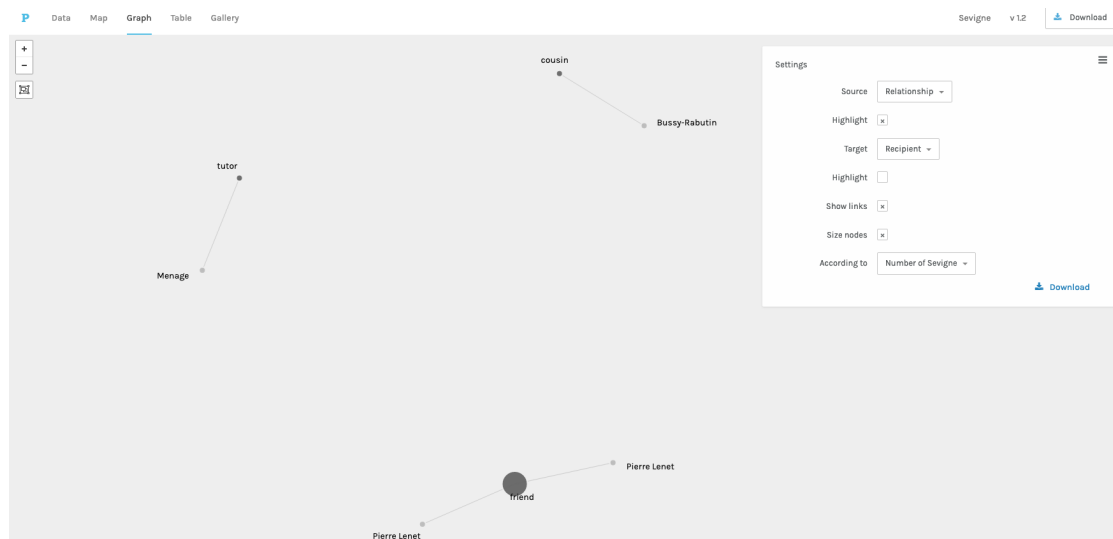 P Data Map Graph Table Gallery Sevigne v 1.2 Download
+
−
cousin
Bussy-Rabutin
tutor
Menage
friend
Pierre Lenet
Pierre Lenet
Settings
Source Relationship
Highlight x
Target Recipient
Highlight
Show links x
Size nodes x
According to Number of Sevigne
Download